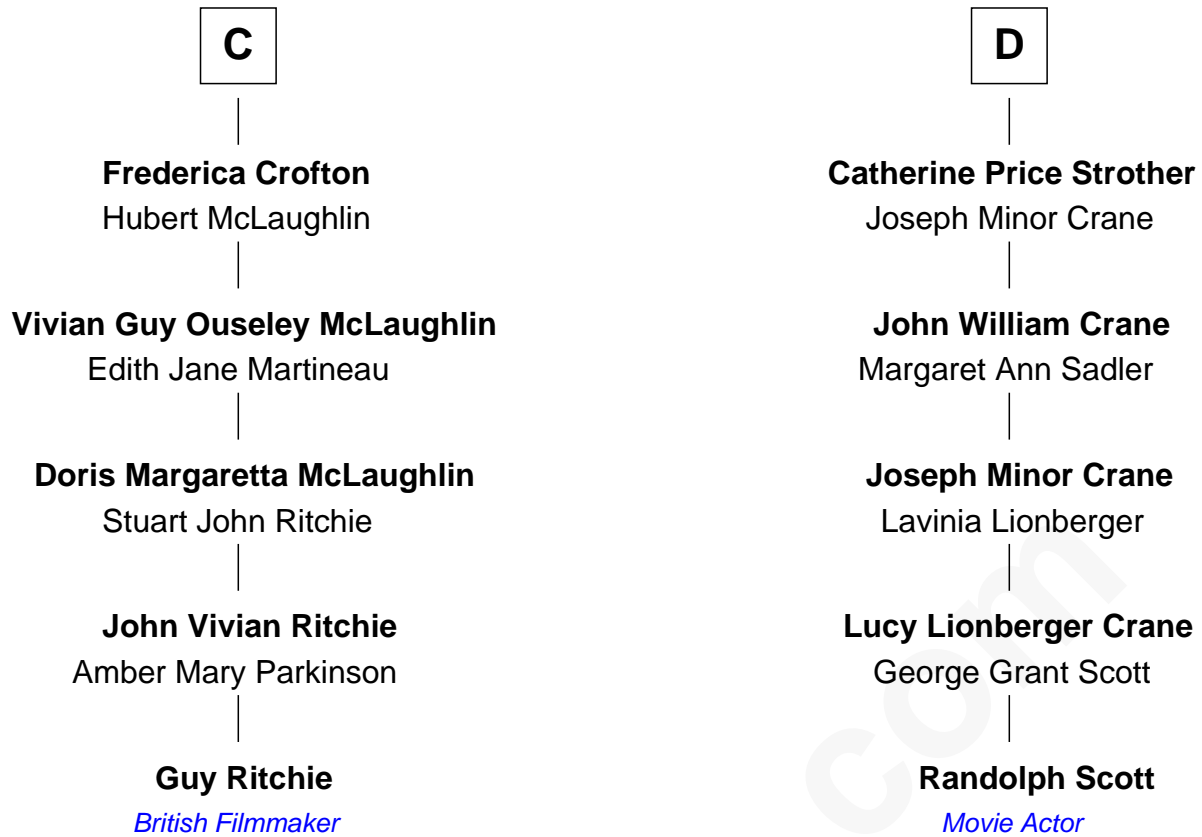 C
Frederica Crofton
Hubert McLaughlin
Vivian Guy Ouseley McLaughlin
Edith Jane Martineau
Doris Margaretta McLaughlin
Stuart John Ritchie
John Vivian Ritchie
Amber Mary Parkinson
Guy Ritchie
British Filmmaker
D
Catherine Price Strother
Joseph Minor Crane
John William Crane
Margaret Ann Sadler
Joseph Minor Crane
Lavinia Lionberger
Lucy Lionberger Crane
George Grant Scott
Randolph Scott
Movie Actor
com